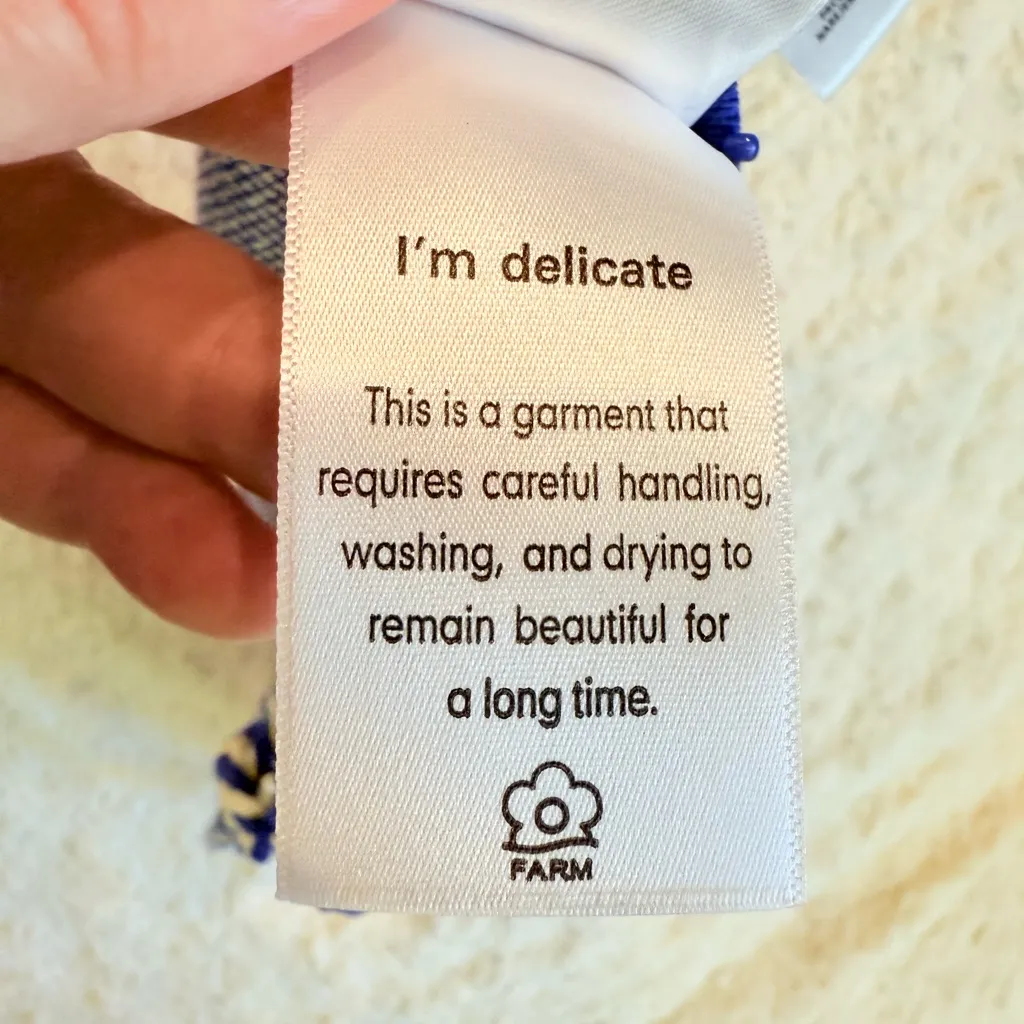 I'm delicate
This is a garment that
requires careful handling,
washing, and drying to
remain beautiful for
a long time.
FARM